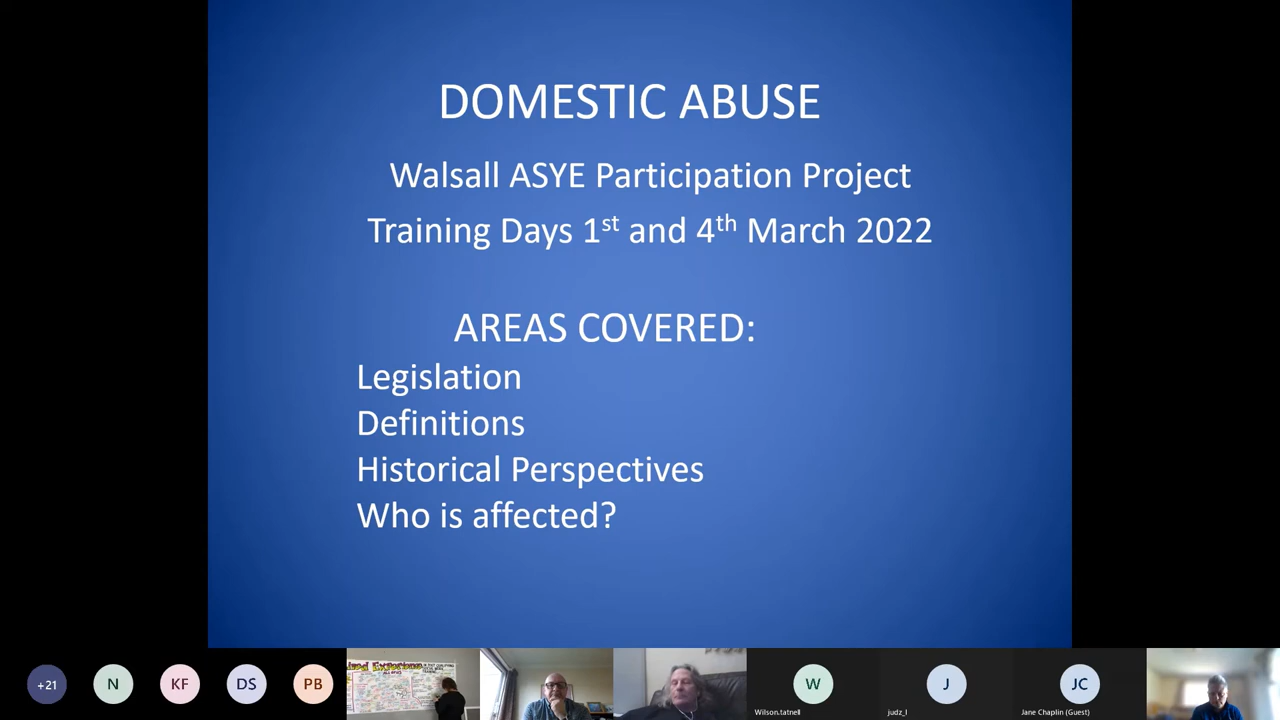 DOMESTIC ABUSE
Walsall ASYE Participation Project
Training Days 1st and 4th March 2022
AREAS COVERED:
Legislation
Definitions
Historical Perspectives
Who is affected?
+21
N
KF
DS
PB
W
Wilson.tatnell
J
judz_l
JC
Jane Chaplin (Guest)